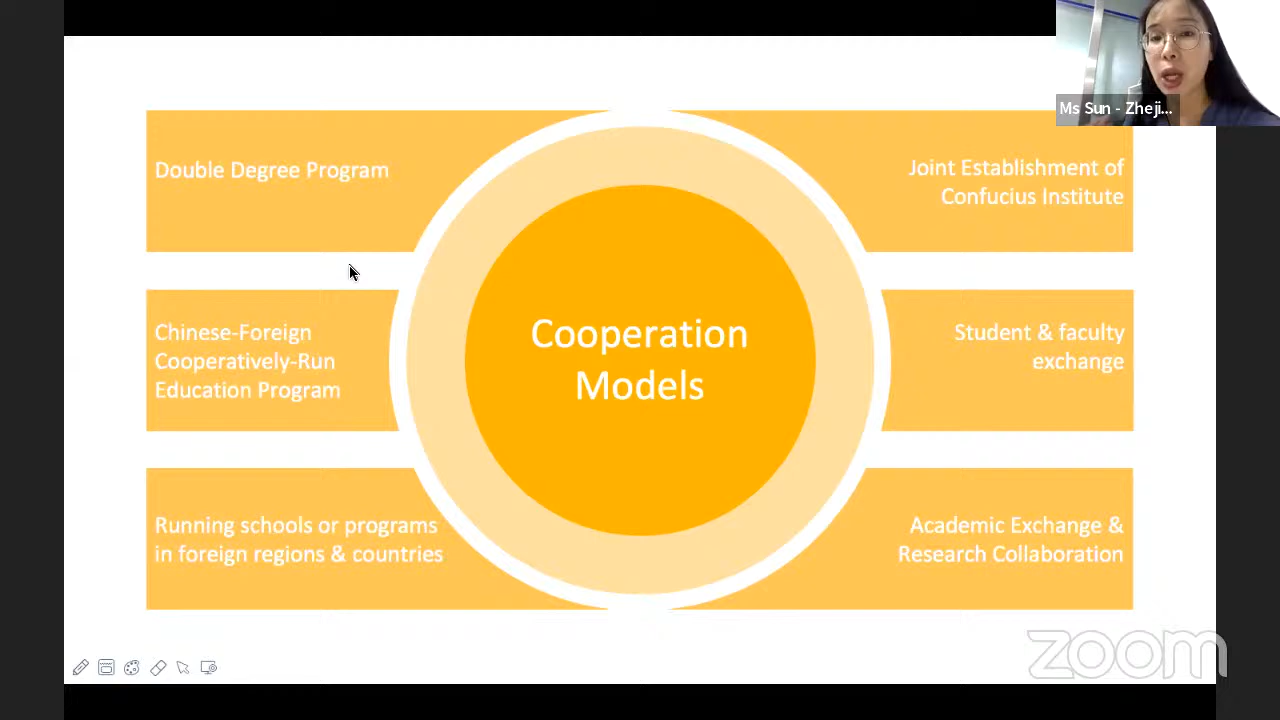 Ms Sun - Zheji...
Double Degree Program
Joint Establishment of
Confucius Institute
Cooperation
Models
Chinese-Foreign
Cooperatively-Run
Education Program
Student & faculty
exchange
Running schools or programs
in foreign regions & countries
Academic Exchange &
Research Collaboration
zoom